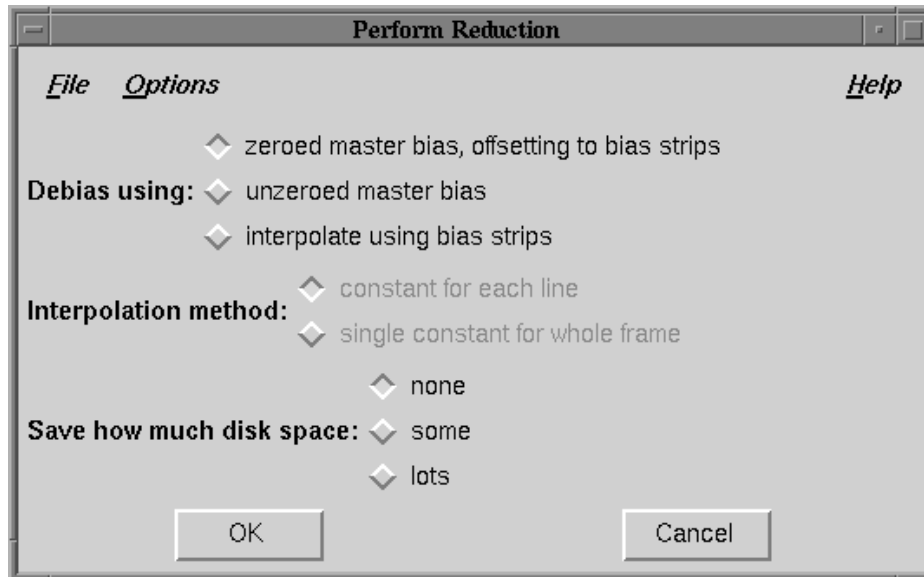 Perform Reduction
File Options Help
zeroed master bias, offsetting to bias strips
Debias using: unzeroed master bias
interpolate using bias strips
constant for each line
Interpolation method:
single constant for whole frame
none
Save how much disk space: some
lots
OK Cancel